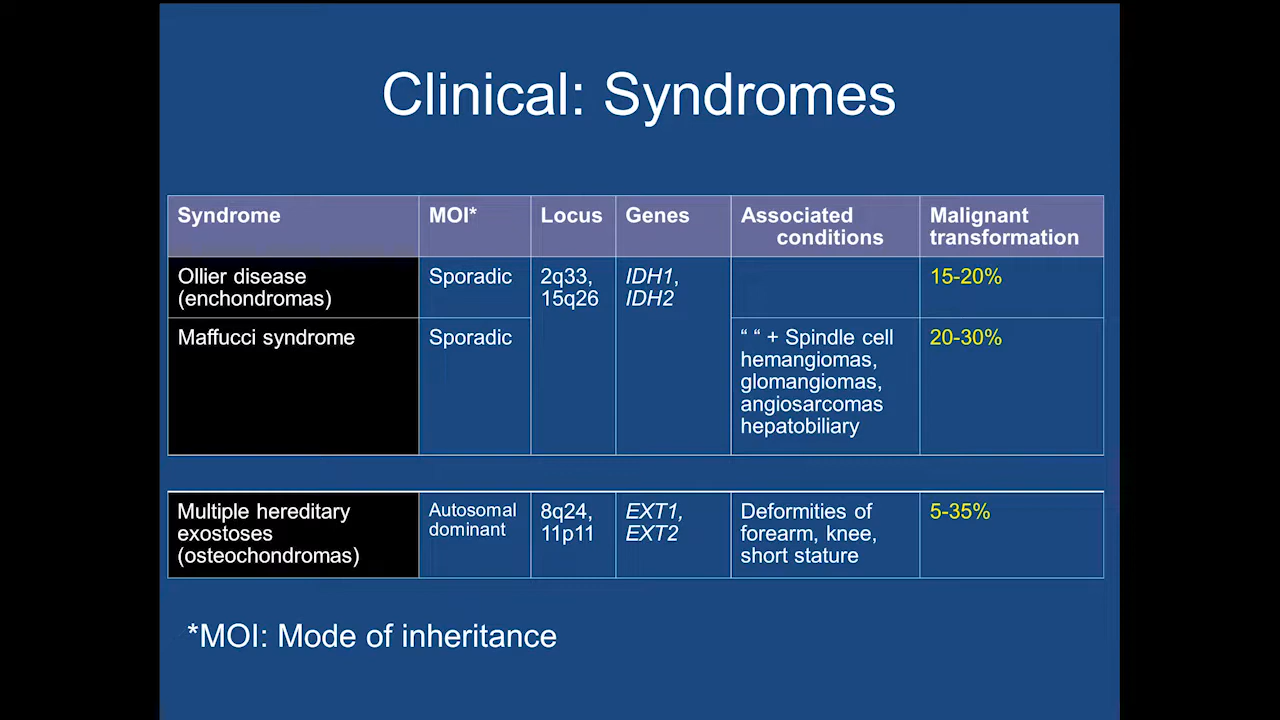 Clinical: Syndromes
Syndrome MOI* Locus Genes Associated conditions Malignant transformation
Ollier disease (enchondromas) Sporadic 2q33, 15q26 IDH1, IDH2 15-20%
Maffucci syndrome Sporadic “ “ + Spindle cell hemangiomas, glomangiomas, angiosarcomas hepatobiliary 20-30%
Multiple hereditary exostoses (osteochondromas) Autosomal dominant 8q24, 11p11 EXT1, EXT2 Deformities of forearm, knee, short stature 5-35%
*MOI: Mode of inheritance